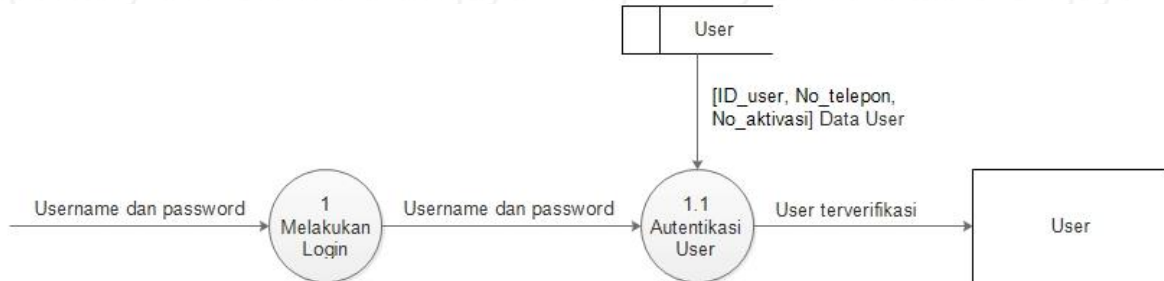 User
[ID_user, No_telepon,
No_aktivasi] Data User
Username dan password
1
Melakukan
Login
Username dan password
1.1
Autentikasi
User
User terverifikasi
User